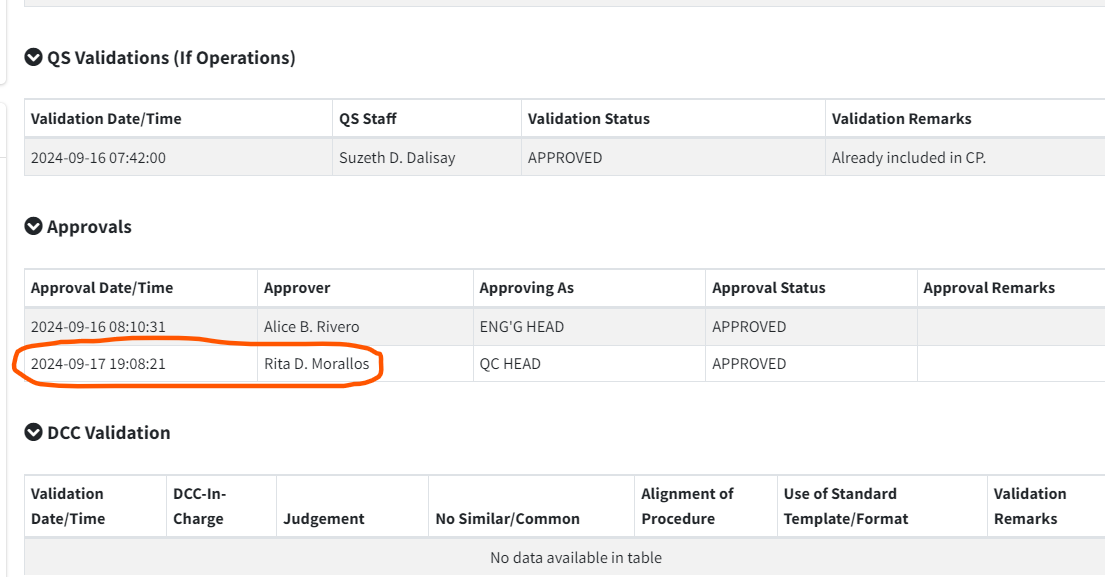 QS Validations (If Operations)
Validation Date/Time QS Staff Validation Status Validation Remarks
2024-09-16 07:42:00 Suzeth D. Dalisay APPROVED Already included in CP.
Approvals
Approval Date/Time Approver Approving As Approval Status Approval Remarks
2024-09-16 08:10:31 Alice B. Rivero ENG'G HEAD APPROVED
2024-09-17 19:08:21 Rita D. Morallos QC HEAD APPROVED
DCC Validation
Validation DCC-In- Alignment of Use of Standard Validation
Date/Time Charge Judgement No Similar/Common Procedure Template/Format Remarks
No data available in table